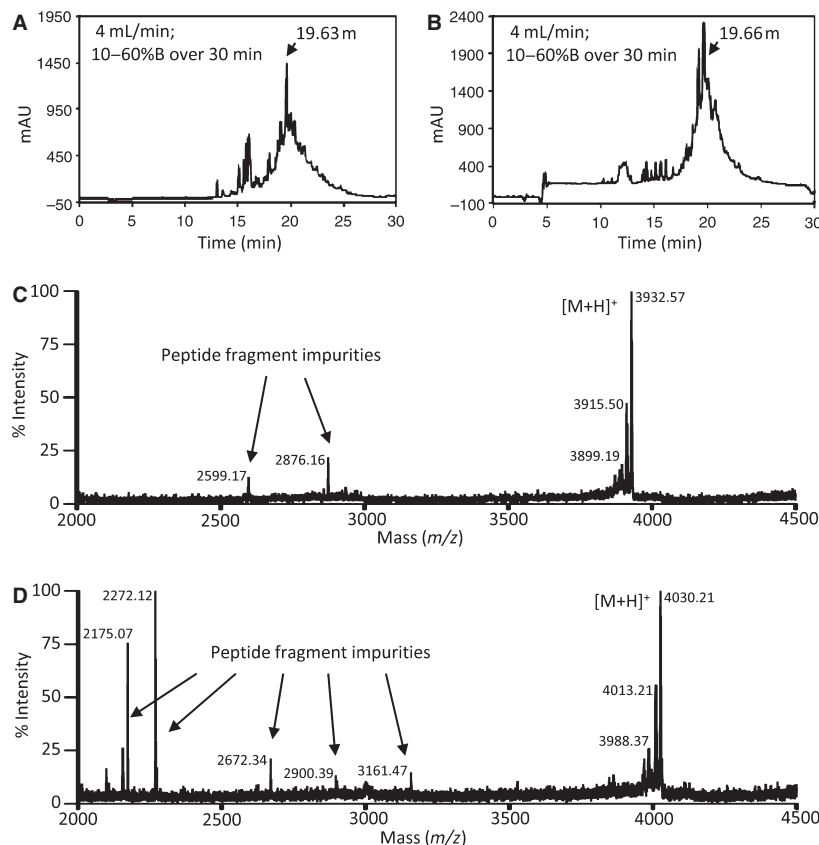 A
4 mL/min;
10–60%B over 30 min
19.63 m
mAU
1950
1450
950
450
–50
0
5
10
15
20
25
30
Time (min)
B
4 mL/min;
10–60%B over 30 min
19.66 m
mAU
2400
1900
1400
900
400
–100
0
5
10
15
20
25
30
Time (min)
C
% Intensity
100
75
50
25
0
Peptide fragment impurities
2599.17
2876.16
[M+H]+
3932.57
3915.50
3899.19
2000
2500
3000
3500
4000
4500
Mass (m/z)
D
% Intensity
100
75
50
25
0
2272.12
2175.07
Peptide fragment impurities
2672.34
2900.39
3161.47
[M+H]+
4030.21
4013.21
3988.37
2000
2500
3000
3500
4000
4500
Mass (m/z)